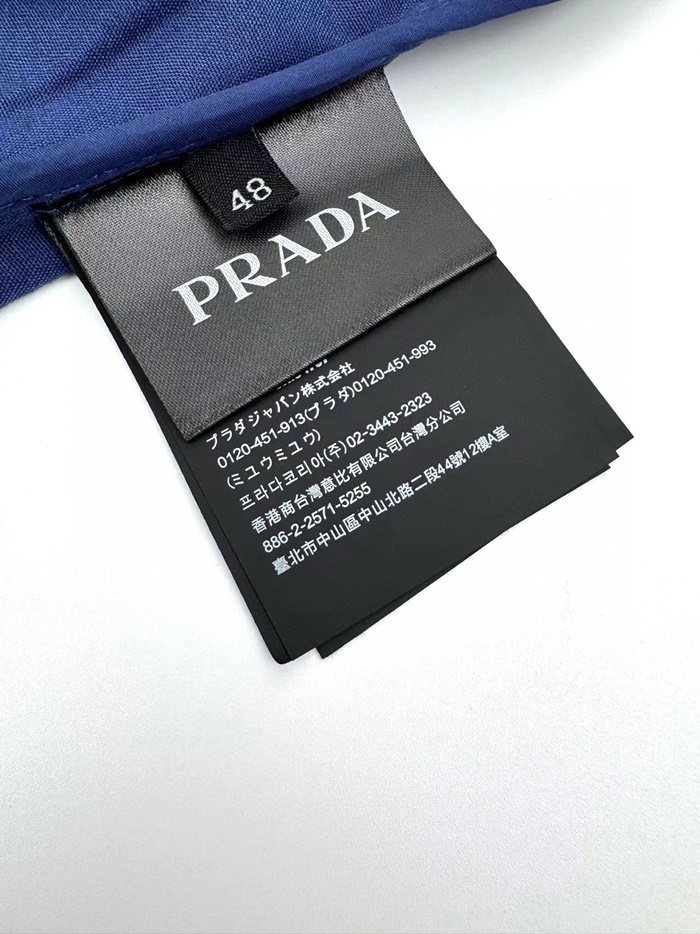 48
PRADA
プラダジャパン株式会社
0120-451-913(プラダ)0120-451-993
(ミュウミュウ)
프라다코리아(주)02-3443-2323
香港商台灣意比有限公司台灣分公司
886-2-2571-5255
臺北市中山區中山北路二段44號12樓A室